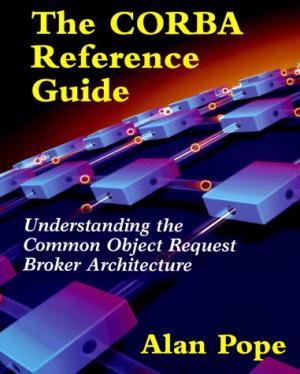 The CORBA
Reference
Guide
Understanding the
Common Object Request
Broker Architecture
Alan Pope